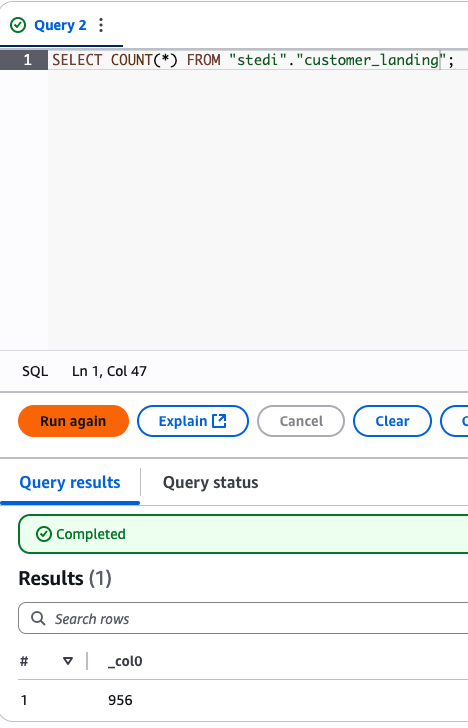 Query 2
1 SELECT COUNT(*) FROM "stedi"."customer_landing";
SQL Ln 1, Col 47
Run again Explain Cancel Clear C
Query results Query status
Completed
Results (1)
Search rows
# _col0
1 956